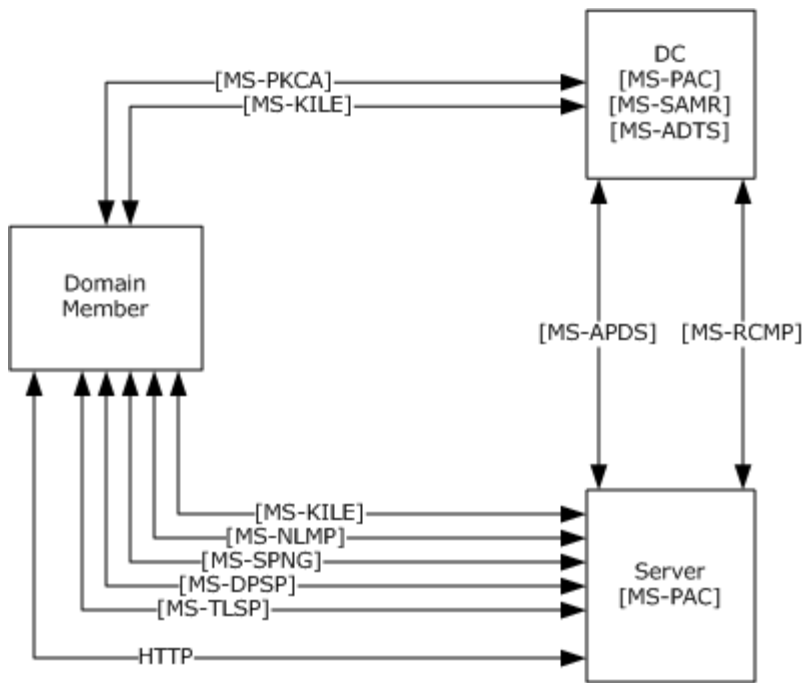 DC
[MS-PAC]
[MS-SAMR]
[MS-ADTS]
[MS-PKCA]
[MS-KILE]
Domain
Member
[MS-APDS]
[MS-RCMP]
[MS-KILE]
[MS-NLMP]
[MS-SPNG]
[MS-DPSP]
[MS-TLSP]
HTTP
Server
[MS-PAC]